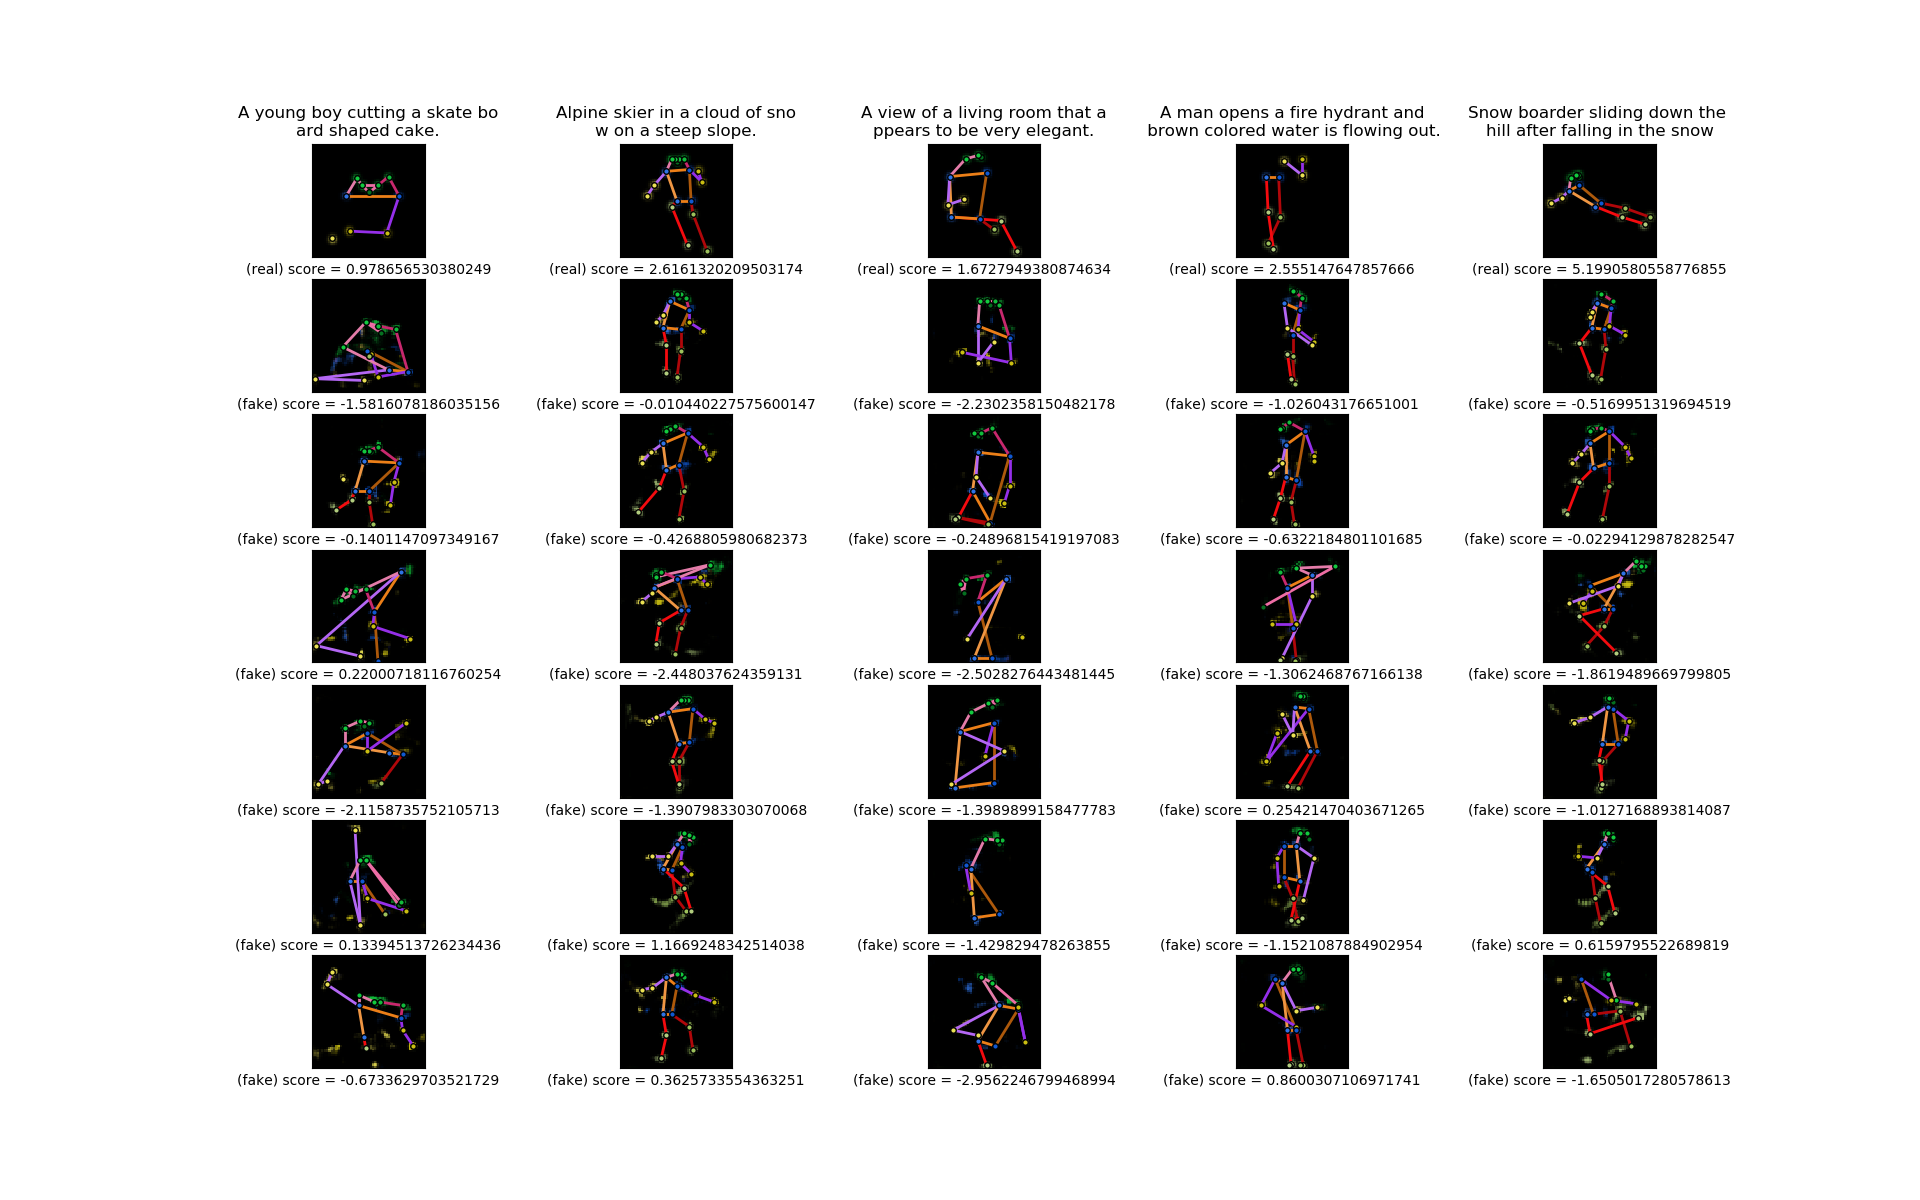 A young boy cutting a skate bo
ard shaped cake.
Alpine skier in a cloud of sno
w on a steep slope.
A view of a living room that a
ppears to be very elegant.
A man opens a fire hydrant and
brown colored water is flowing out.
Snow boarder sliding down the
hill after falling in the snow
(real) score = 0.978656530380249
(real) score = 2.6161320209503174
(real) score = 1.6727949380874634
(real) score = 2.555147647857666
(real) score = 5.1990580558776855
(fake) score = -1.5816078186035156
(fake) score = -0.010440227575600147
(fake) score = -2.2302358150482178
(fake) score = -1.026043176651001
(fake) score = -0.5169951319694519
(fake) score = -0.1401147097349167
(fake) score = -0.4268805980682373
(fake) score = -0.24896815419197083
(fake) score = -0.6322184801101685
(fake) score = -0.02294129878282547
(fake) score = 0.22000718116760254
(fake) score = -2.448037624359131
(fake) score = -2.5028276443481445
(fake) score = -1.3062468767166138
(fake) score = -1.8619489669799805
(fake) score = -2.1158735752105713
(fake) score = -1.3907983303070068
(fake) score = -1.3989899158477783
(fake) score = 0.25421470403671265
(fake) score = -1.0127168893814087
(fake) score = 0.13394513726234436
(fake) score = 1.1669248342514038
(fake) score = -1.429829478263855
(fake) score = -1.1521087884902954
(fake) score = 0.6159795522689819
(fake) score = -0.6733629703521729
(fake) score = 0.3625733554363251
(fake) score = -2.9562246799468994
(fake) score = 0.8600307106971741
(fake) score = -1.6505017280578613